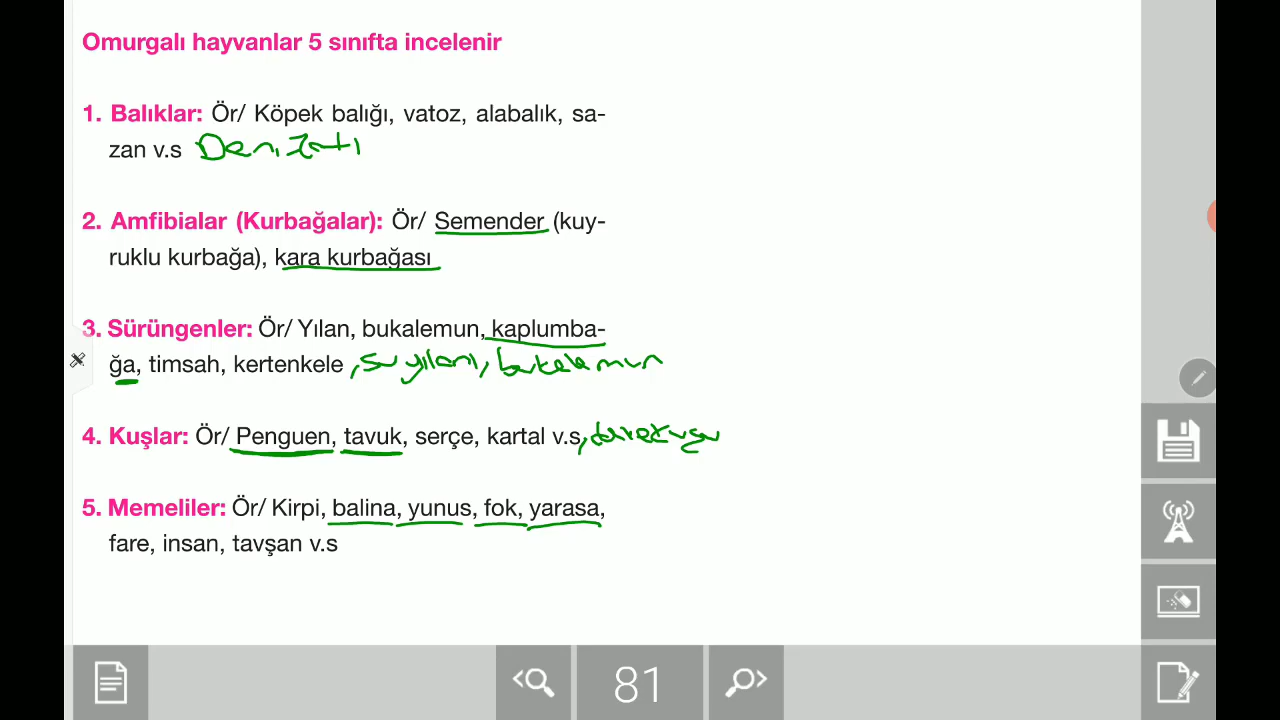 Omurgalı hayvanlar 5 sınıfta incelenir
1. Balıklar: Ör/ Köpek balığı, vatoz, alabalık, sa-
zan v.s Denizatı
2. Amfibialar (Kurbağalar): Ör/ Semender (kuy-
ruklu kurbağa), kara kurbağası
3. Sürüngenler: Ör/ Yılan, bukalemun, kaplumba-
ğa, timsah, kertenkele, su yılanı, bukelemun
4. Kuşlar: Ör/ Penguen, tavuk, serçe, kartal v.s,
5. Memeliler: Ör/ Kirpi, balina, yunus, fok, yarasa,
fare, insan, tavşan v.s
81